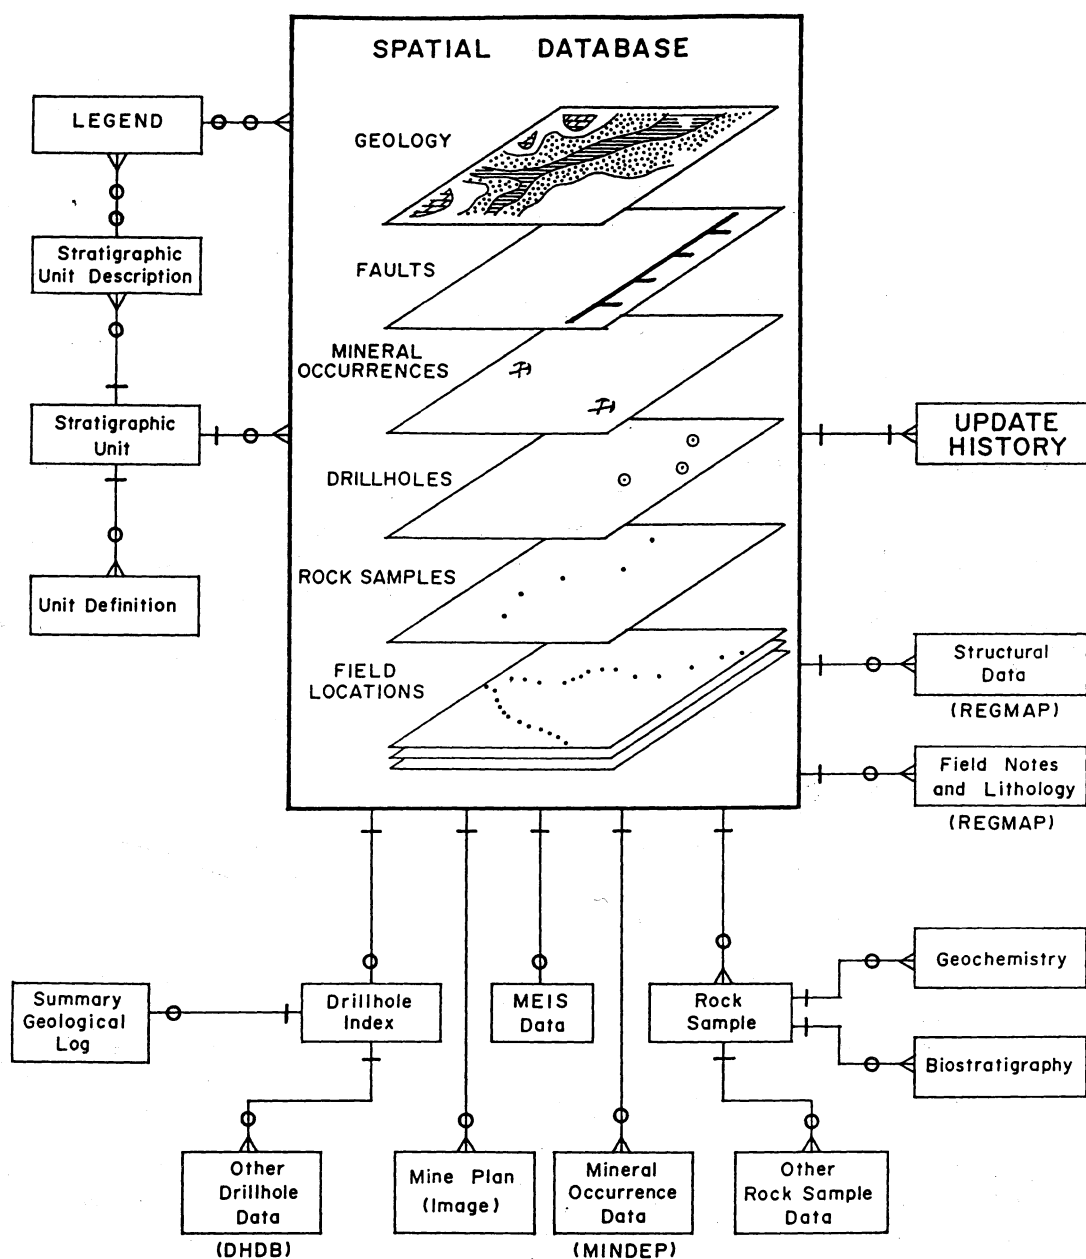 SPATIAL DATABASE
LEGEND
GEOLOGY
Stratigraphic
Unit Description
FAULTS
MINERAL
OCCURRENCES
Stratigraphic
Unit
UPDATE
HISTORY
DRILLHOLES
ROCK SAMPLES
Unit Definition
FIELD
LOCATIONS
Structural
Data
(REGMAP)
Field Notes
and Lithology
(REGMAP)
Geochemistry
Summary
Geological
Log
Drillhole
Index
MEIS
Data
Rock
Sample
Biostratigraphy
Other
Drillhole
Data
(DHDB)
Mine Plan
(Image)
Mineral
Occurrence
Data
(MINDEP)
Other
Rock Sample
Data